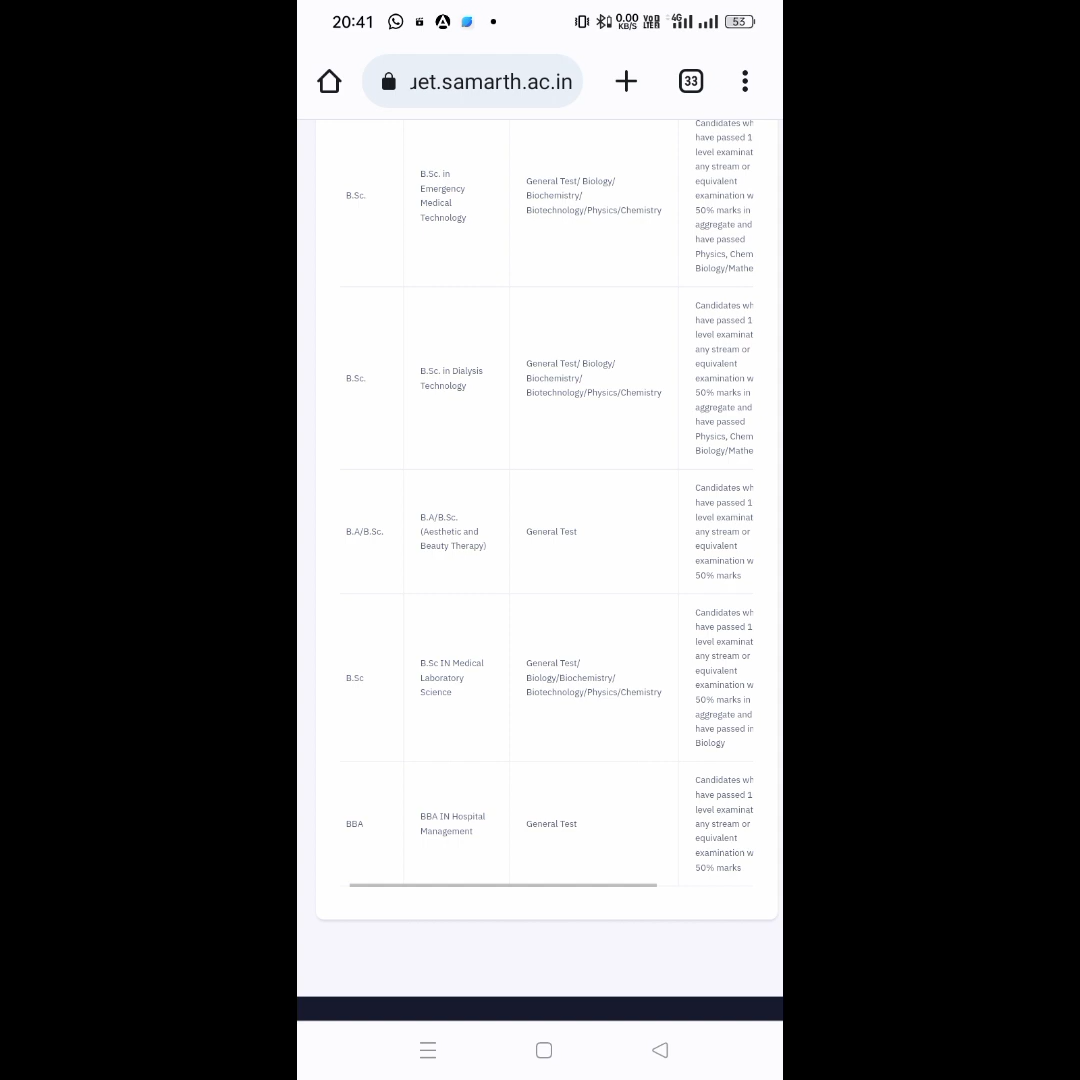 20:41
0.00
KB/S
4G
53
uet.samarth.ac.in
33
B.Sc.
B.Sc. in
Emergency
Medical
Technology
General Test/ Biology/
Biochemistry/
Biotechnology/Physics/Chemistry
Candidates wh
have passed 1
level examinat
any stream or
equivalent
examination w
50% marks in
aggregate and
have passed
Physics, Chem
Biology/Mathe
B.Sc.
B.Sc. in Dialysis
Technology
General Test/ Biology/
Biochemistry/
Biotechnology/Physics/Chemistry
Candidates wh
have passed 1
level examinat
any stream or
equivalent
examination w
50% marks in
aggregate and
have passed
Physics, Chem
Biology/Mathe
B.A/B.Sc.
B.A/B.Sc.
(Aesthetic and
Beauty Therapy)
General Test
Candidates wh
have passed 1
level examinat
any stream or
equivalent
examination w
50% marks
B.Sc
B.Sc IN Medical
Laboratory
Science
General Test/
Biology/Biochemistry/
Biotechnology/Physics/Chemistry
Candidates wh
have passed 1
level examinat
any stream or
equivalent
examination w
50% marks in
aggregate and
have passed in
Biology
BBA
BBA IN Hospital
Management
General Test
Candidates wh
have passed 1
level examinat
any stream or
equivalent
examination w
50% marks